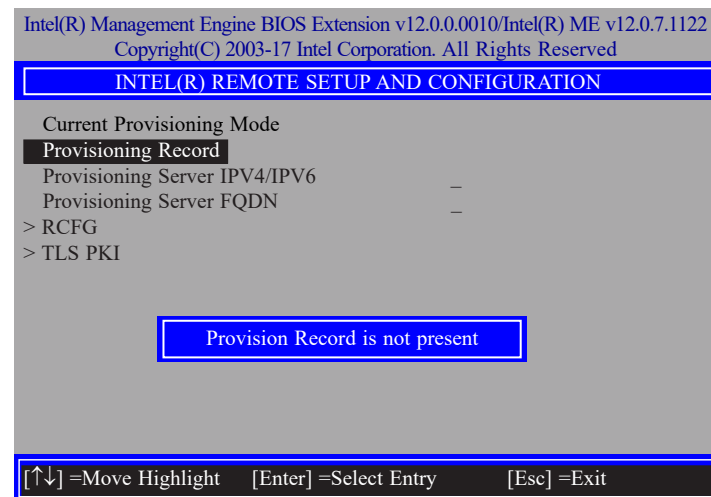 Intel(R) Management Engine BIOS Extension v12.0.0.0010/Intel(R) ME v12.0.7.1122
Copyright(C) 2003-17 Intel Corporation. All Rights Reserved
INTEL(R) REMOTE SETUP AND CONFIGURATION
Current Provisioning Mode
Provisioning Record
Provisioning Server IPV4/IPV6 _
Provisioning Server FQDN _
> RCFG
> TLS PKI
Provision Record is not present
[↑↓] =Move Highlight [Enter] =Select Entry [Esc] =Exit